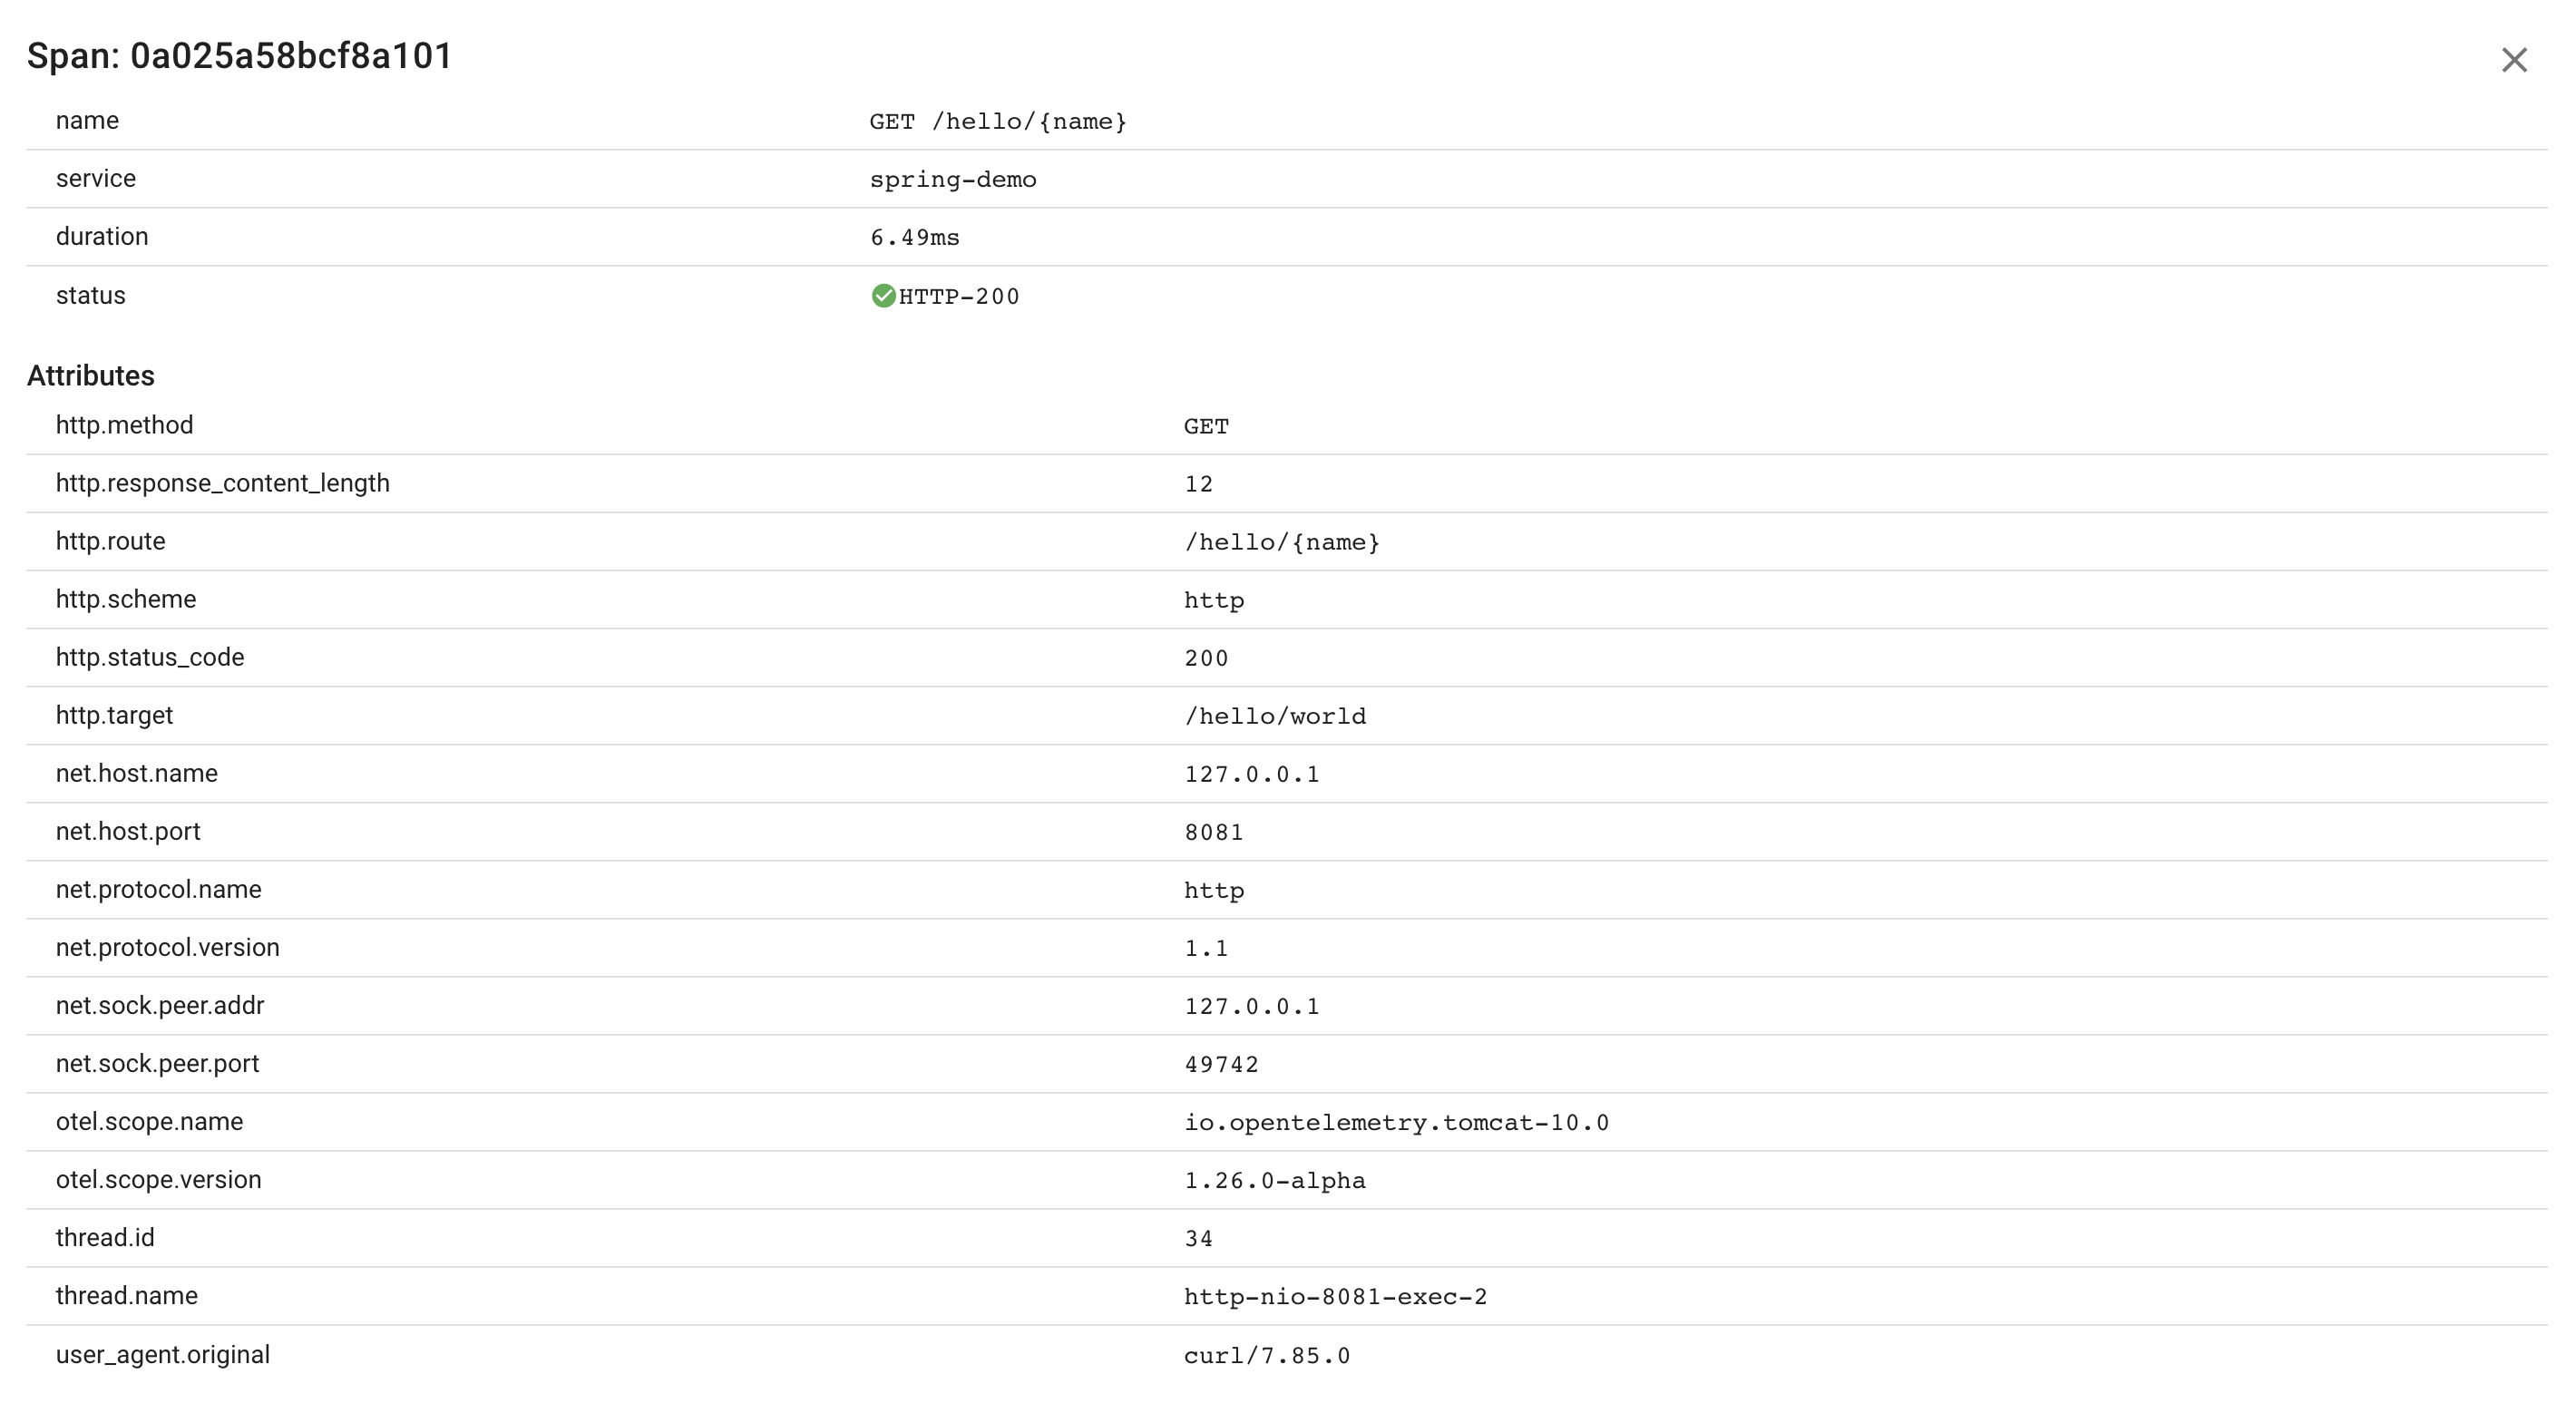 Span: 0a025a58bcf8a101
name GET /hello/{name}
service spring-demo
duration 6.49ms
status HTTP-200
Attributes
http.method GET
http.response_content_length 12
http.route /hello/{name}
http.scheme http
http.status_code 200
http.target /hello/world
net.host.name 127.0.0.1
net.host.port 8081
net.protocol.name http
net.protocol.version 1.1
net.sock.peer.addr 127.0.0.1
net.sock.peer.port 49742
otel.scope.name io.opentelemetry.tomcat-10.0
otel.scope.version 1.26.0-alpha
thread.id 34
thread.name http-nio-8081-exec-2
user_agent.original curl/7.85.0